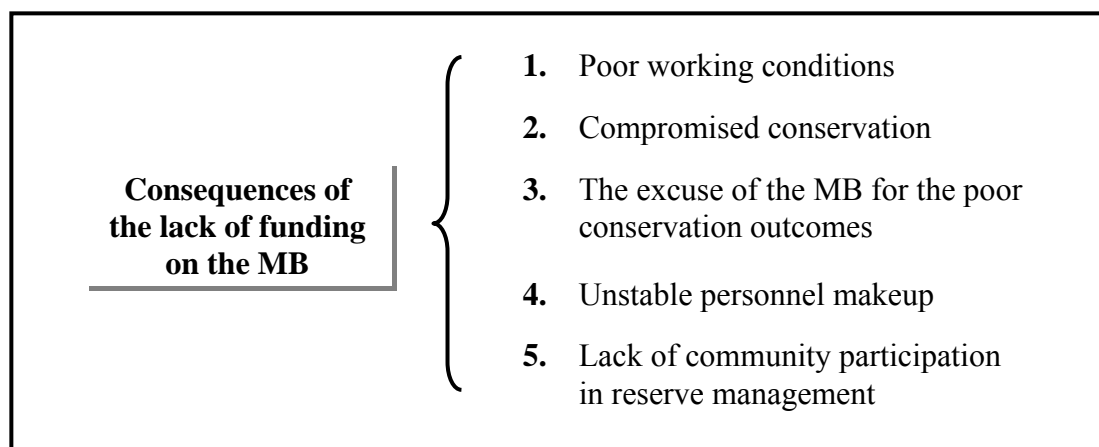 Consequences of
the lack of funding
on the MB
1. Poor working conditions
2. Compromised conservation
3. The excuse of the MB for the poor
conservation outcomes
4. Unstable personnel makeup
5. Lack of community participation
in reserve management